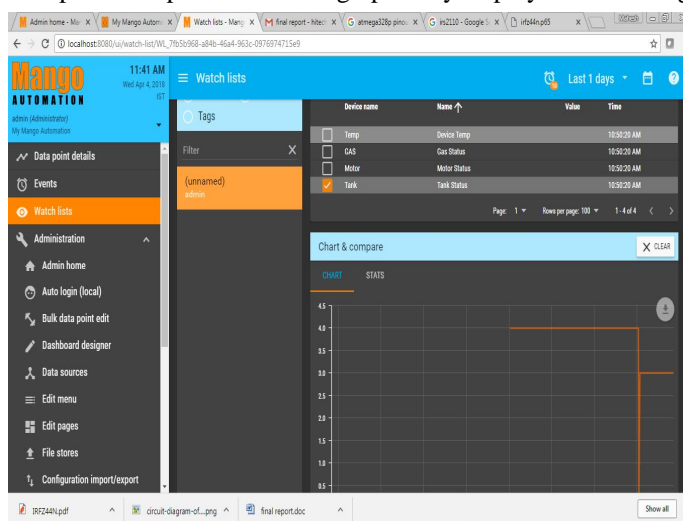 Admin home - Ma
My Mango Autom
Watch lists - Mang
final report - hitech
atmega328p pinou
irs2110 - Google S
irfz44n.p65
localhost:8080/ui/watch-list/WL_7fb5b968-a84b-46a4-963c-0976974715e9
Mango
AUTOMATION
11:41 AM
Wed Apr 4, 2018
IST
admin (Administrator)
My Mango Automation
Data point details
Events
Watch lists
Administration
Admin home
Auto login (local)
Bulk data point edit
Dashboard designer
Data sources
Edit menu
Edit pages
File stores
Configuration import/export
Watch lists
Last 1 days
Tags
Filter
(unnamed)
admin
Device name Name Value Time
Temp Device Temp 10:50:20 AM
GAS Gas Status 10:50:20 AM
Motor Motor Status 10:50:20 AM
Tank Tank Status 10:50:20 AM
Page: 1 Rows per page: 100 1 - 4 of 4
Chart & compare
CLEAR
CHART STATS
4.5
4.0
3.5
3.0
2.5
2.0
1.5
1.0
0.5
IRFZ44N.pdf
circuit-diagram-of....png
final report.doc
Show all